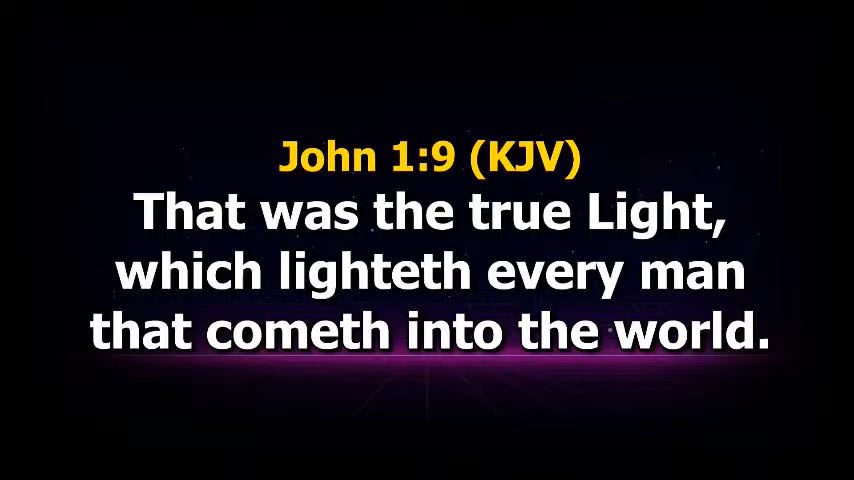 John 1:9 (KJV)
That was the true Light,
which lighteth every man
that cometh into the world.